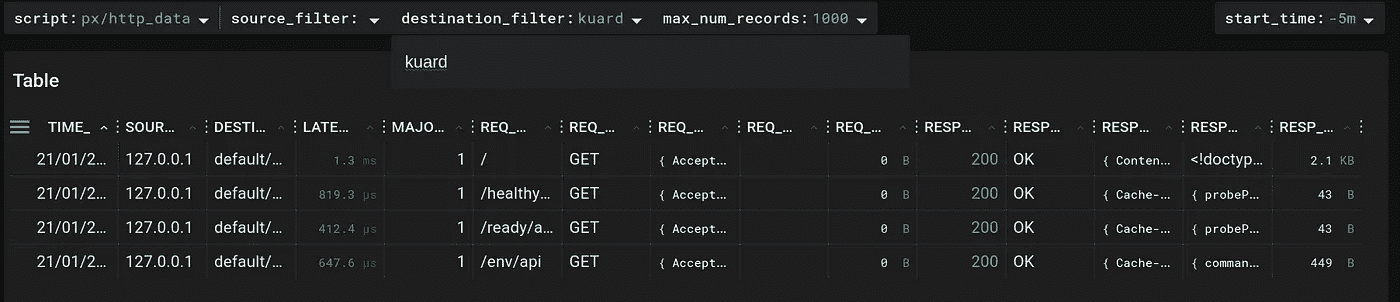 script: px/http_data source_filter: destination_filter: kuard max_num_records: 1000 start_time: -5m
kuard
Table
TIME_ SOUR... DESTI... LATE... MAJO... REQ_... REQ_... REQ_... REQ_... REQ_... RESP... RESP... RESP... RESP... RESP_...
21/01/2... 127.0.0.1 default/... 1.3 ms 1 / GET { Accept... 0 B 200 OK { Conten... <!doctyp... 2.1 KB
21/01/2... 127.0.0.1 default/... 819.3 µs 1 /healthy... GET { Accept... 0 B 200 OK { Cache-... { probeP... 43 B
21/01/2... 127.0.0.1 default/... 412.4 µs 1 /ready/a... GET { Accept... 0 B 200 OK { Cache-... { probeP... 43 B
21/01/2... 127.0.0.1 default/... 647.6 µs 1 /env/api GET { Accept... 0 B 200 OK { Cache-... { comman... 449 B